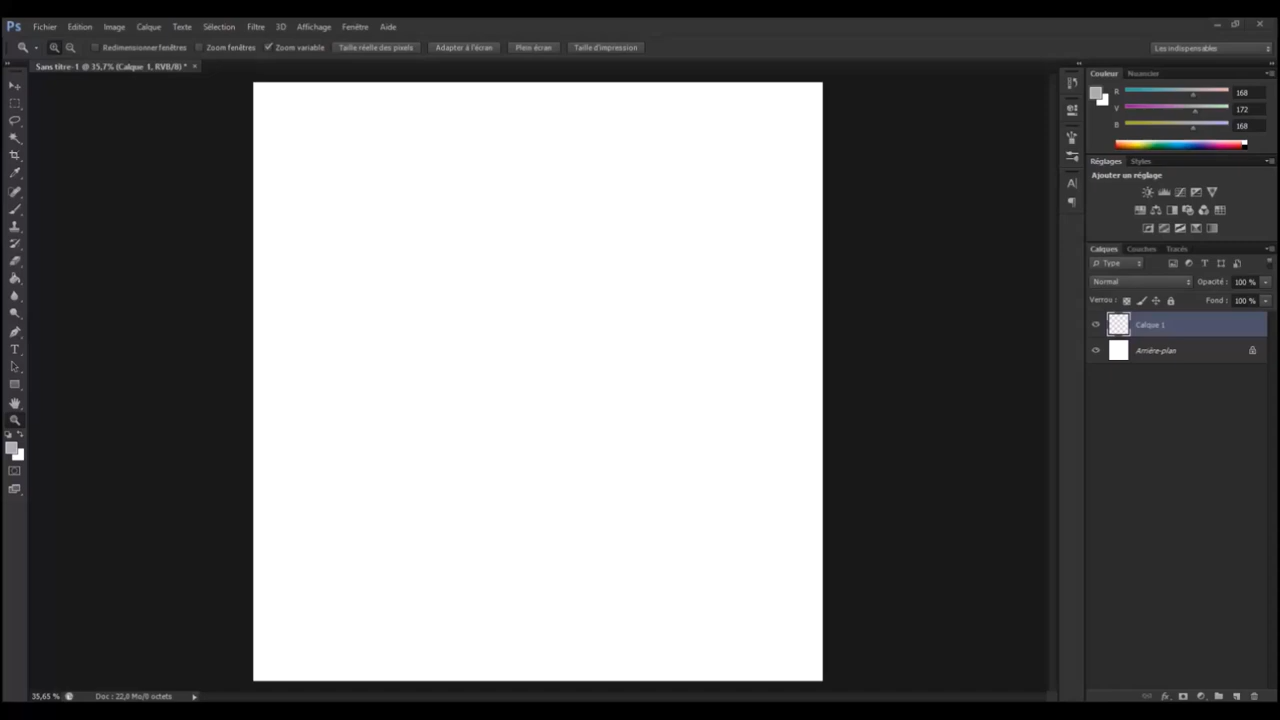 Ps Fichier Edition Image Calque Texte Sélection Filtre 3D Affichage Fenêtre Aide
Redimensionner fenêtres Zoom fenêtres Zoom variable Taille réelle des pixels Adapter à l'écran Plein écran Taille d'impression Les indispensables
Sans titre-1 @ 35,7% (Calque 1, RVB/8) * ×
Couleur Nuancier
R 168
V 172
B 168
Réglages Styles
Ajouter un réglage
Calques Couches Tracés
Type
Normal Opacité : 100 %
Verrou : Fond : 100 %
Calque 1
Arrière-plan
35,65 % Doc : 22,0 Mo/0 octets